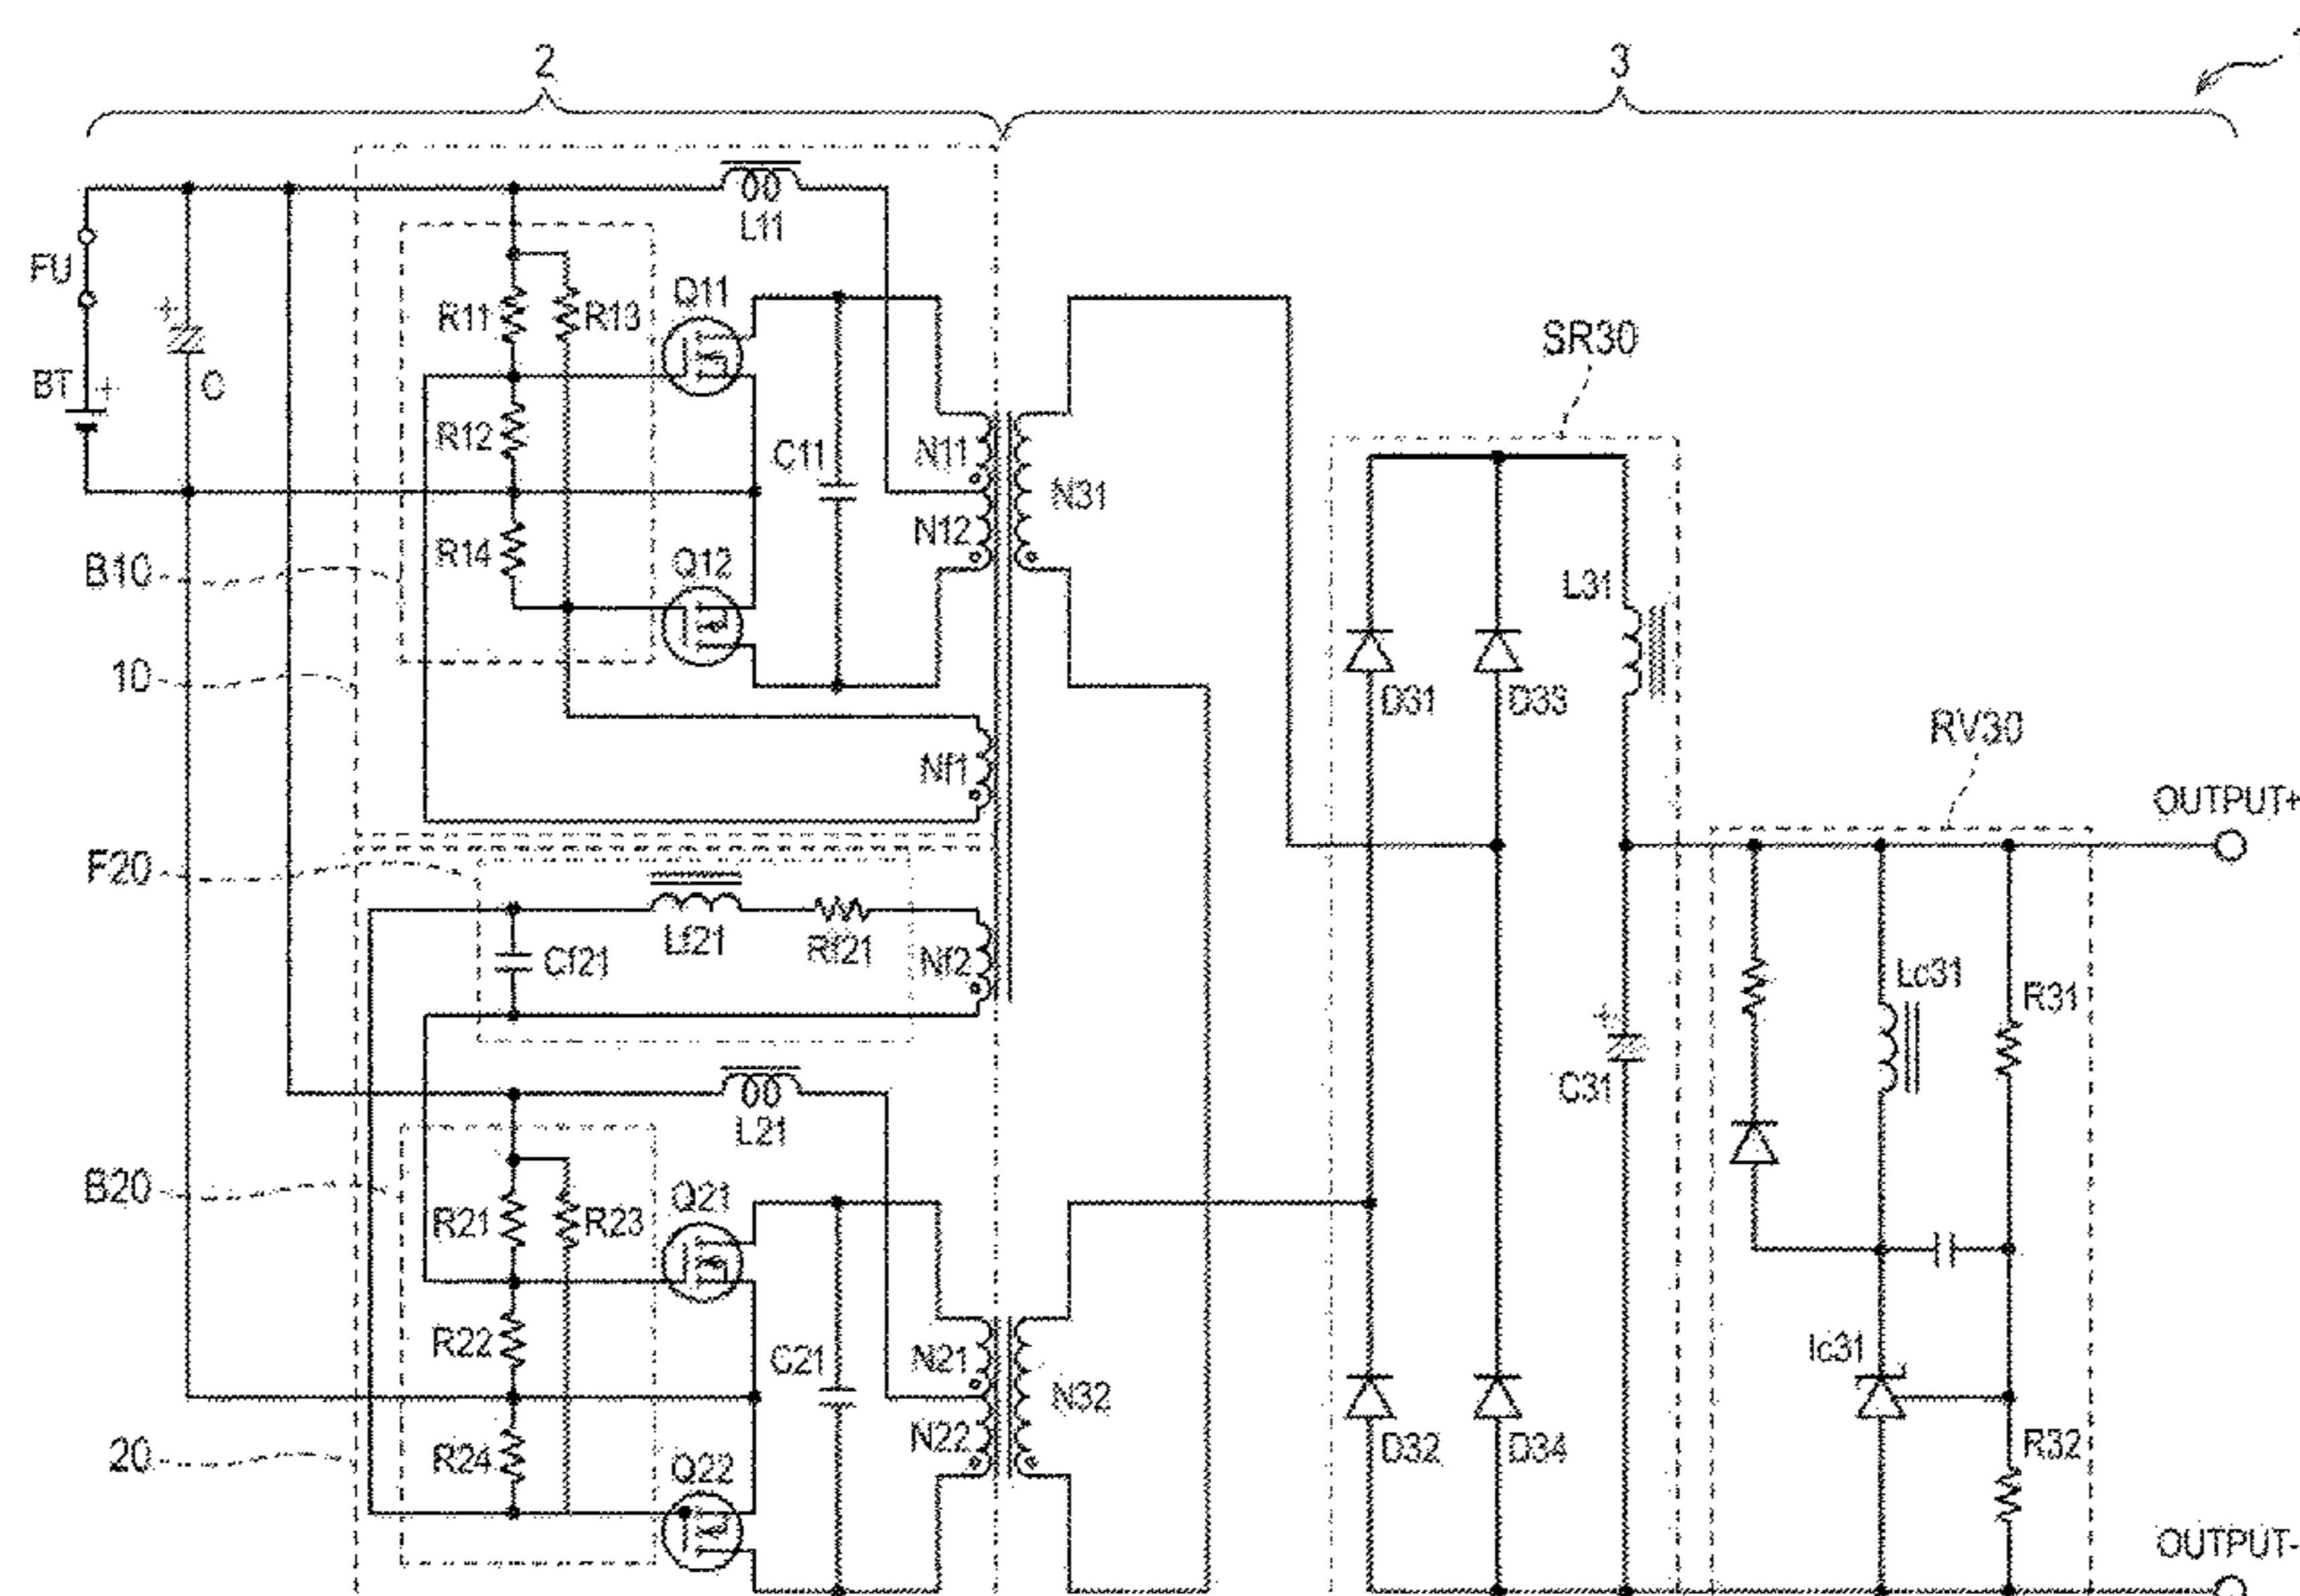 2
3
L11
FU
BT
+
+
C
R11
R13
Q11
R12
C11
N11
N12
N31
SR30
R14
Q12
B10
10
L31
D31
D33
RV30
Nf1
OUTPUT+
F20
Lf21
Rf21
Nf2
Cf21
Lc31
R31
+
C31
L21
B20
R21
R23
Q21
R22
C21
N21
N22
N32
Ic31
R24
Q22
20
D32
D34
R32
OUTPUT-